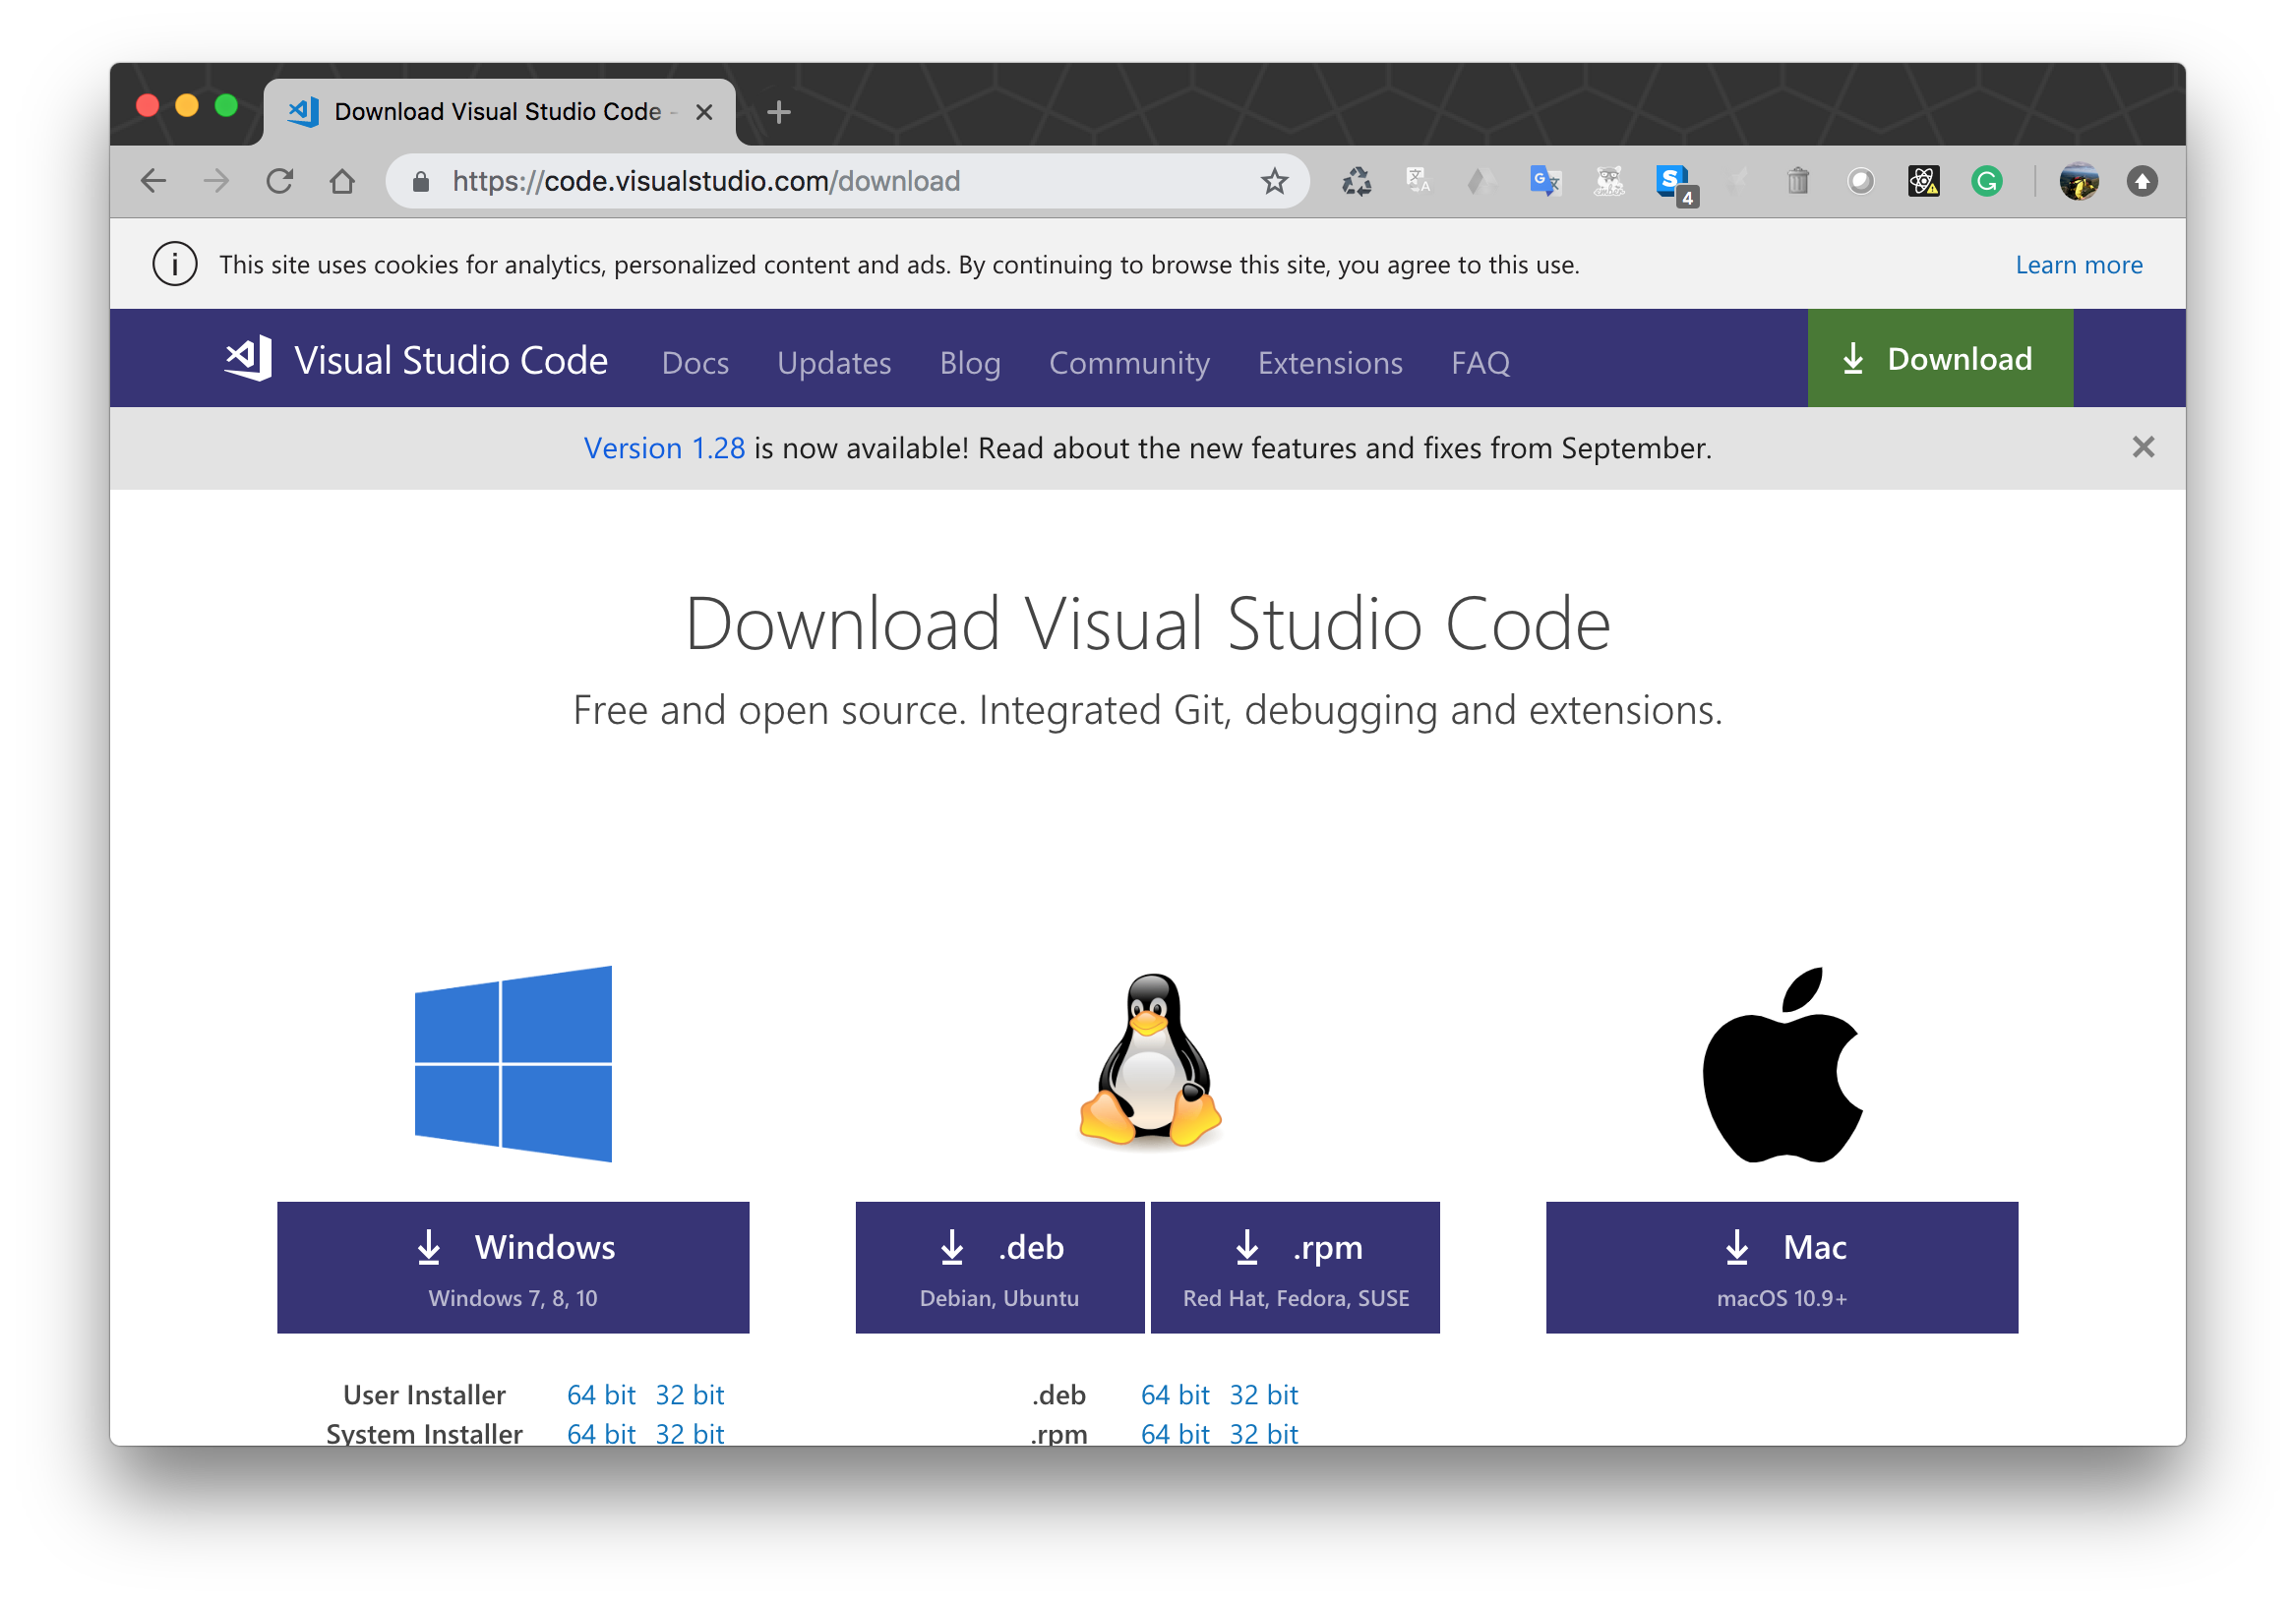 Download Visual Studio Code -
https://code.visualstudio.com/download
4
This site uses cookies for analytics, personalized content and ads. By continuing to browse this site, you agree to this use.
Learn more
Visual Studio Code Docs Updates Blog Community Extensions FAQ Download
Version 1.28 is now available! Read about the new features and fixes from September.
Download Visual Studio Code
Free and open source. Integrated Git, debugging and extensions.
Windows
Windows 7, 8, 10
.deb
Debian, Ubuntu
.rpm
Red Hat, Fedora, SUSE
Mac
macOS 10.9+
User Installer 64 bit 32 bit
System Installer 64 bit 32 bit
.deb 64 bit 32 bit
.rpm 64 bit 32 bit